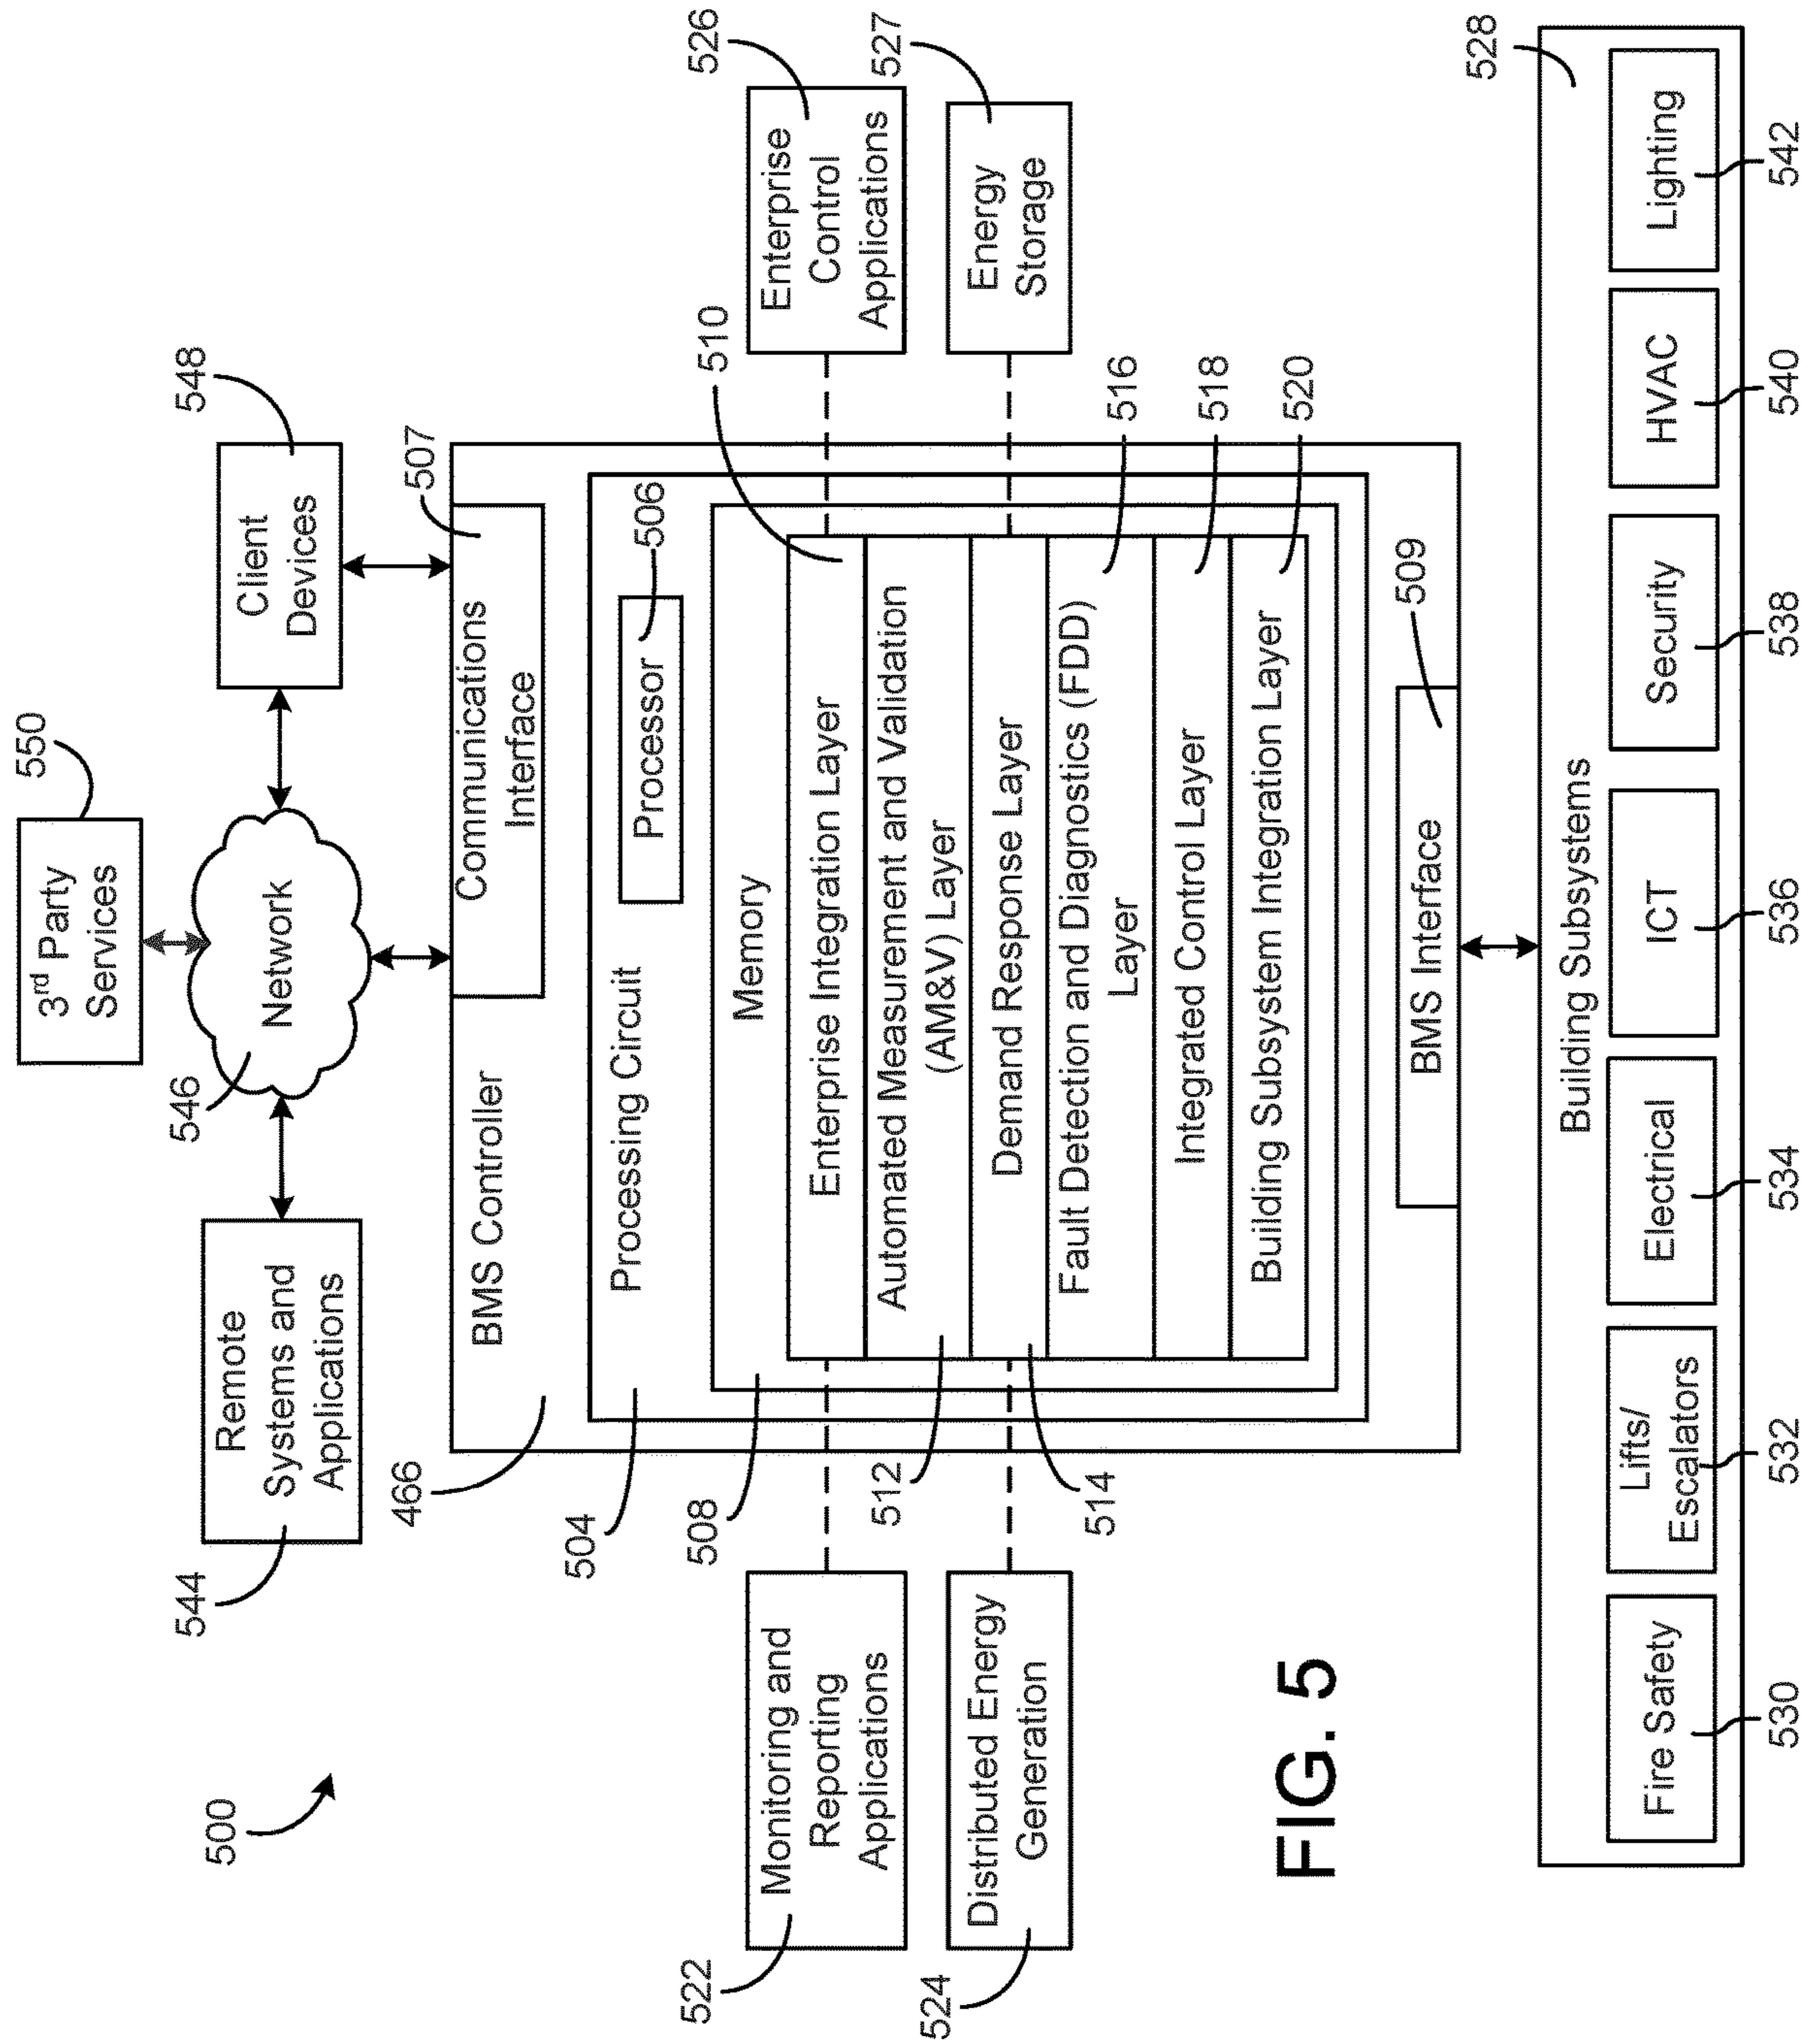 500
550
3rd Party
Services
544
Remote
Systems and
Applications
546
Network
548
Client
Devices
466
BMS Controller
507
Communications
Interface
504
Processing Circuit
506
Processor
508
Memory
510
Enterprise Integration Layer
512
Automated Measurement and Validation
(AM&V) Layer
514
Demand Response Layer
516
Fault Detection and Diagnostics (FDD)
Layer
518
Integrated Control Layer
520
Building Subsystem Integration Layer
522
Monitoring and
Reporting
Applications
524
Distributed Energy
Generation
526
Enterprise
Control
Applications
527
Energy
Storage
509
BMS Interface
528
Building Subsystems
Fire Safety
Lifts/
Escalators
Electrical
ICT
Security
HVAC
Lighting
530
532
534
536
538
540
542
FIG. 5